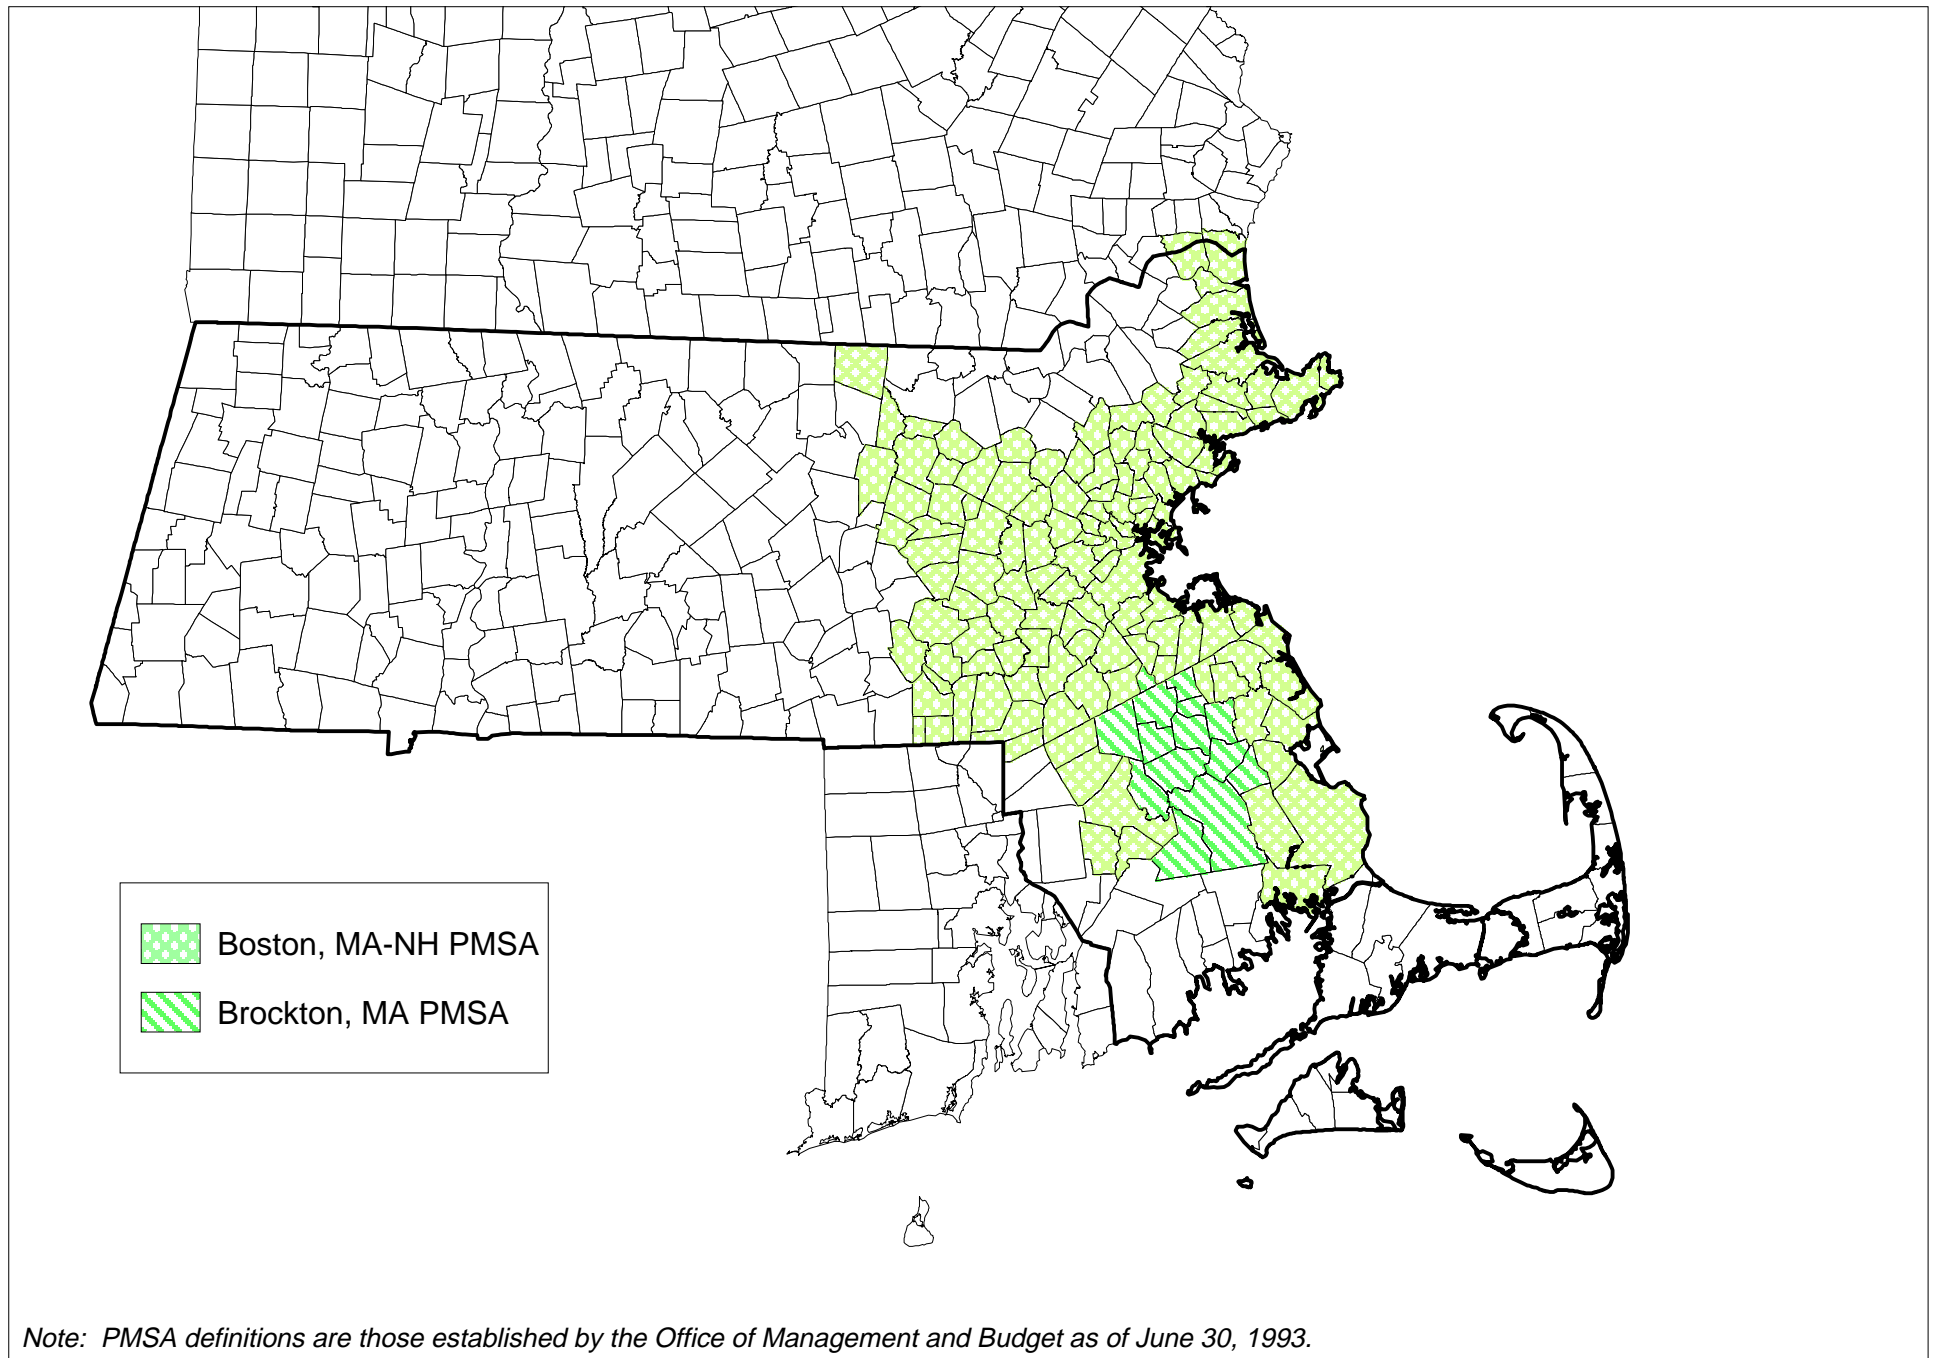 Boston, MA-NH PMSA
Brockton, MA PMSA
Note: PMSA definitions are those established by the Office of Management and Budget as of June 30, 1993.